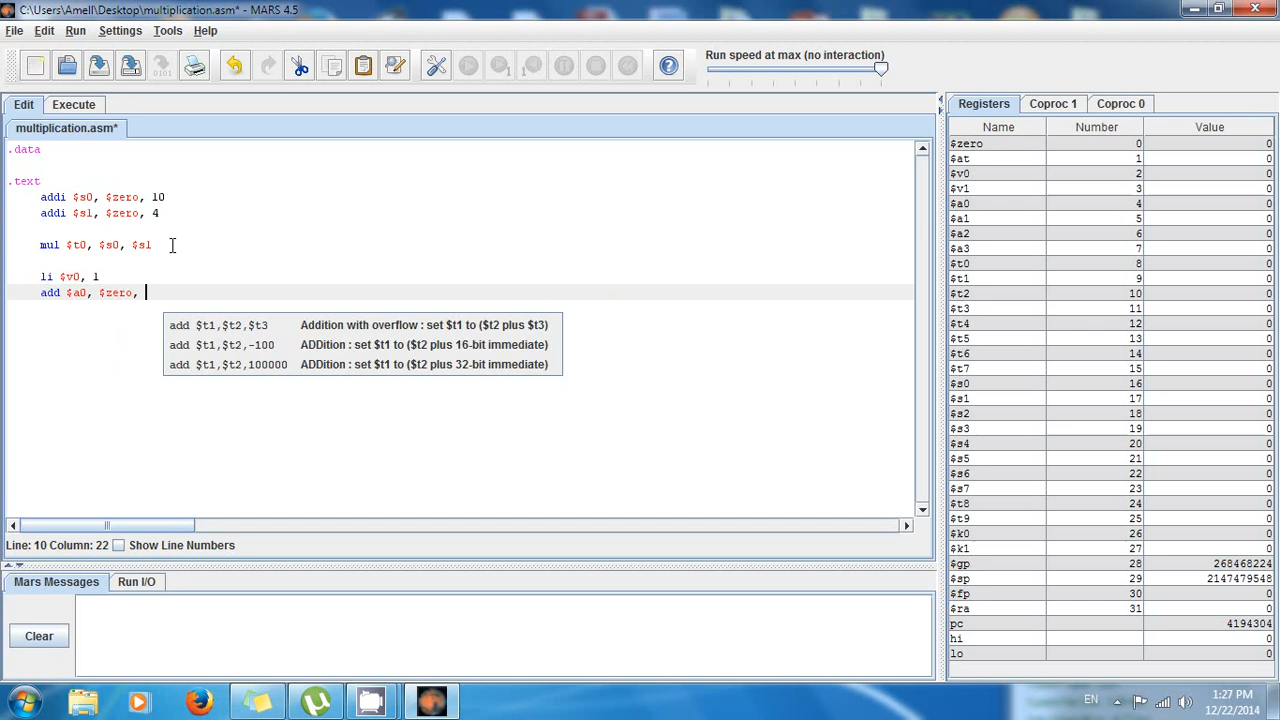 C:\Users\Amell\Desktop\multiplication.asm* - MARS 4.5
File Edit Run Settings Tools Help
Run speed at max (no interaction)
Edit Execute
multiplication.asm*
.data
.text
addi $s0, $zero, 10
addi $s1, $zero, 4
mul $t0, $s0, $s1
li $v0, 1
add $a0, $zero,
add $t1,$t2,$t3 Addition with overflow : set $t1 to ($t2 plus $t3)
add $t1,$t2,-100 ADDition : set $t1 to ($t2 plus 16-bit immediate)
add $t1,$t2,100000 ADDition : set $t1 to ($t2 plus 32-bit immediate)
Line: 10 Column: 22 Show Line Numbers
Mars Messages Run I/O
Clear
Registers Coproc 1 Coproc 0
Name Number Value
$zero 0 0
$at 1 0
$v0 2 0
$v1 3 0
$a0 4 0
$a1 5 0
$a2 6 0
$a3 7 0
$t0 8 0
$t1 9 0
$t2 10 0
$t3 11 0
$t4 12 0
$t5 13 0
$t6 14 0
$t7 15 0
$s0 16 0
$s1 17 0
$s2 18 0
$s3 19 0
$s4 20 0
$s5 21 0
$s6 22 0
$s7 23 0
$t8 24 0
$t9 25 0
$k0 26 0
$k1 27 0
$gp 28 268468224
$sp 29 2147479548
$fp 30 0
$ra 31 0
pc 4194304
hi 0
lo 0
EN
1:27 PM
12/22/2014